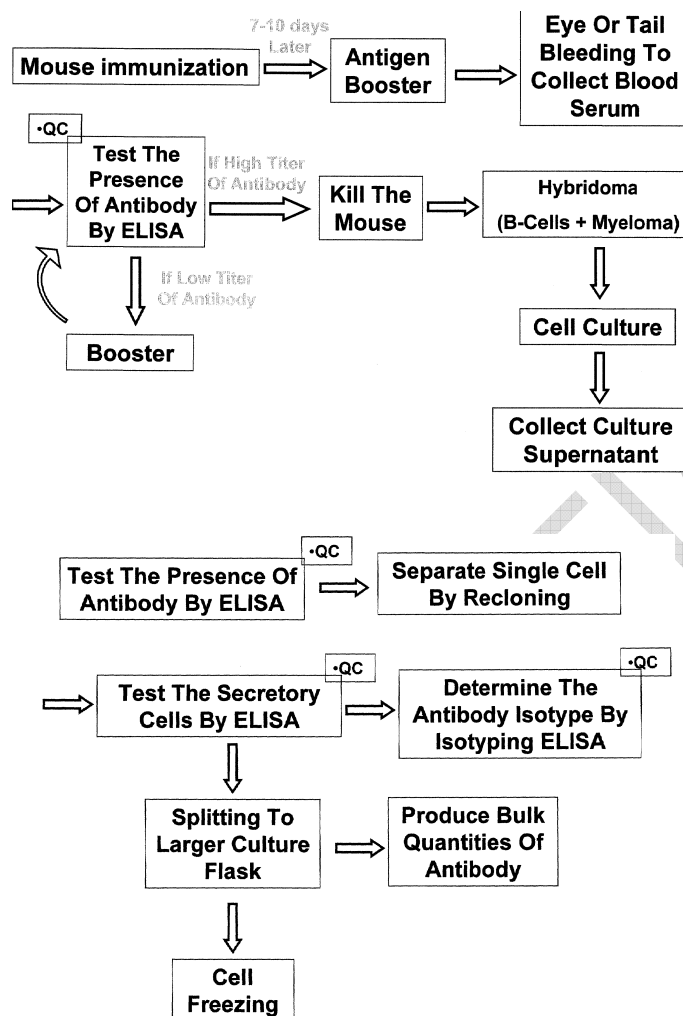 7-10 days
Later
Mouse immunization
Antigen
Booster
Eye Or Tail
Bleeding To
Collect Blood
Serum
•QC
Test The
Presence
Of Antibody
By ELISA
If High Titer
Of Antibody
Kill The
Mouse
Hybridoma
(B-Cells + Myeloma)
If Low Titer
Of Antibody
Booster
Cell Culture
Collect Culture
Supernatant
•QC
Test The Presence Of
Antibody By ELISA
Separate Single Cell
By Recloning
•QC
Test The Secretory
Cells By ELISA
•QC
Determine The
Antibody Isotype By
Isotyping ELISA
Splitting To
Larger Culture
Flask
Produce Bulk
Quantities Of
Antibody
Cell
Freezing